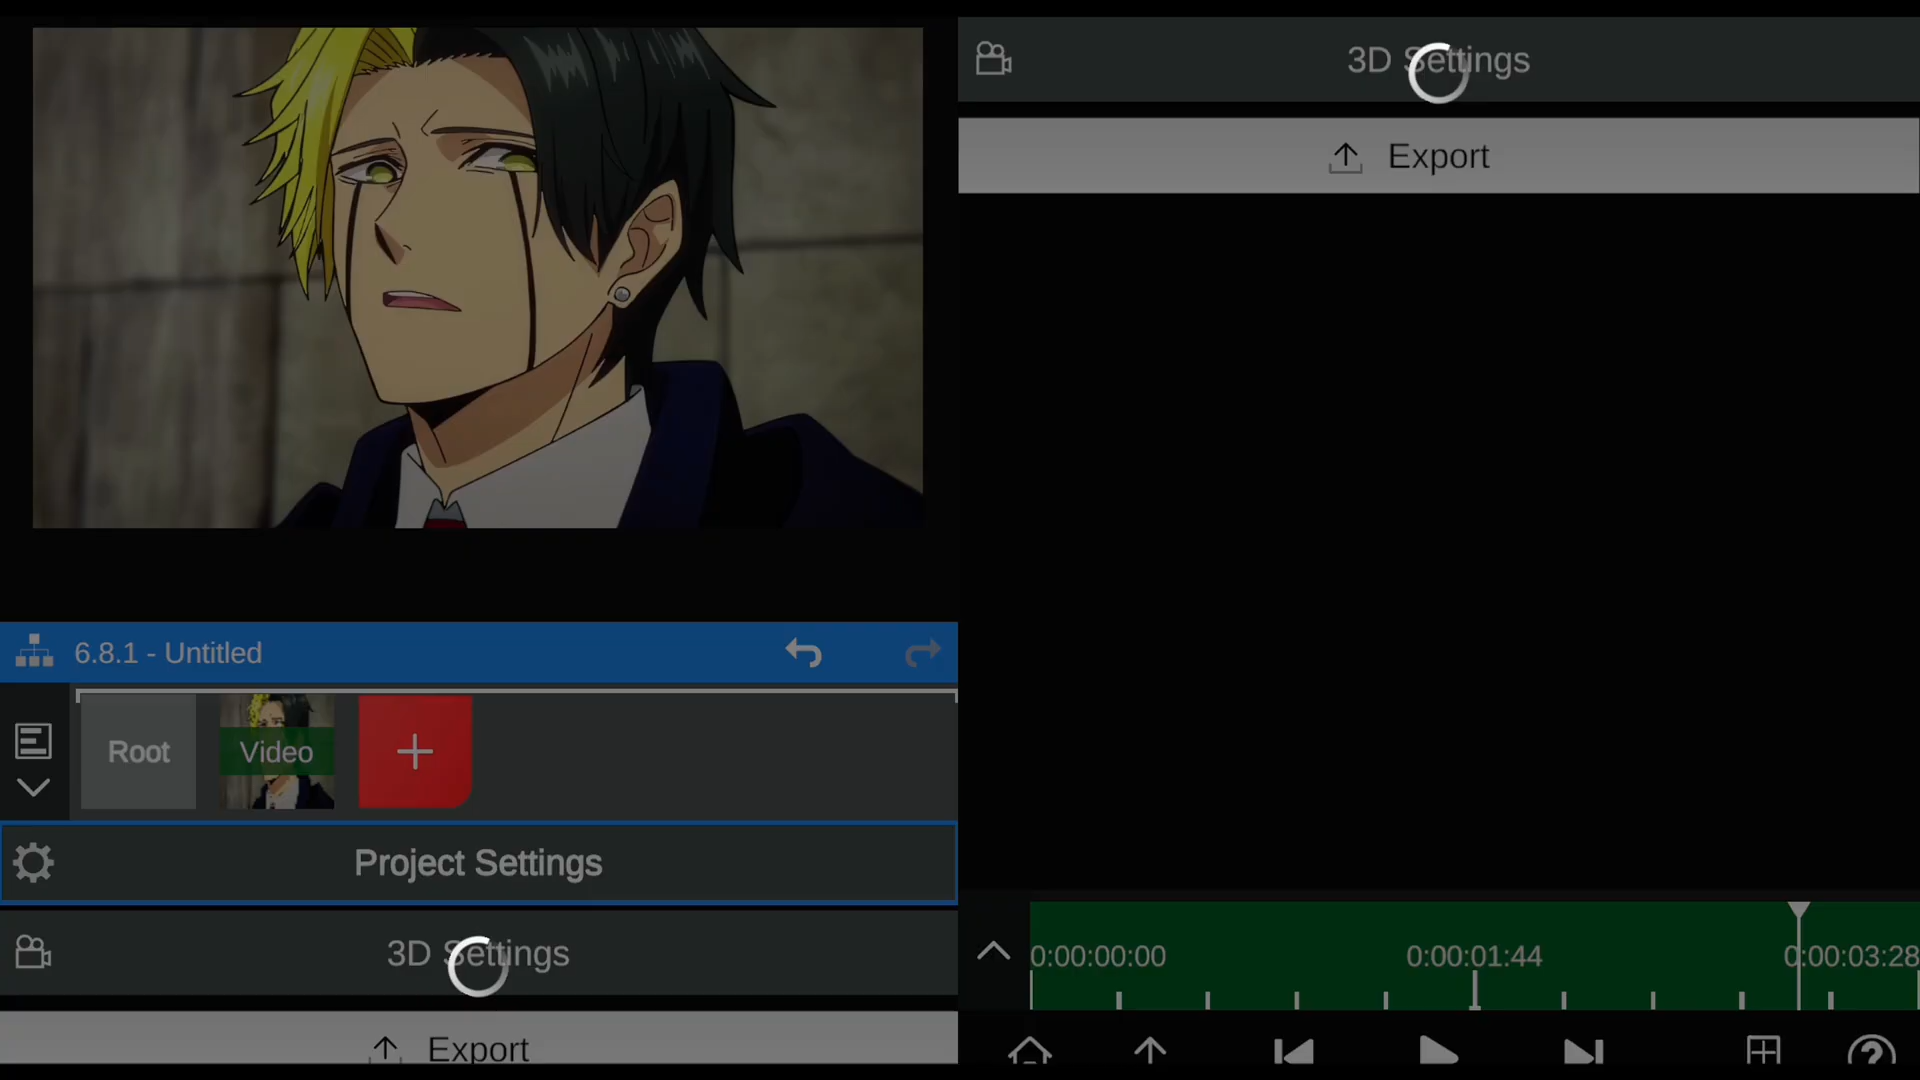 6.8.1 - Untitled
Root
Video
Project Settings
3D Settings
Export
3D Settings
Export
0:00:00:00
0:00:01:44
0:00:03:28